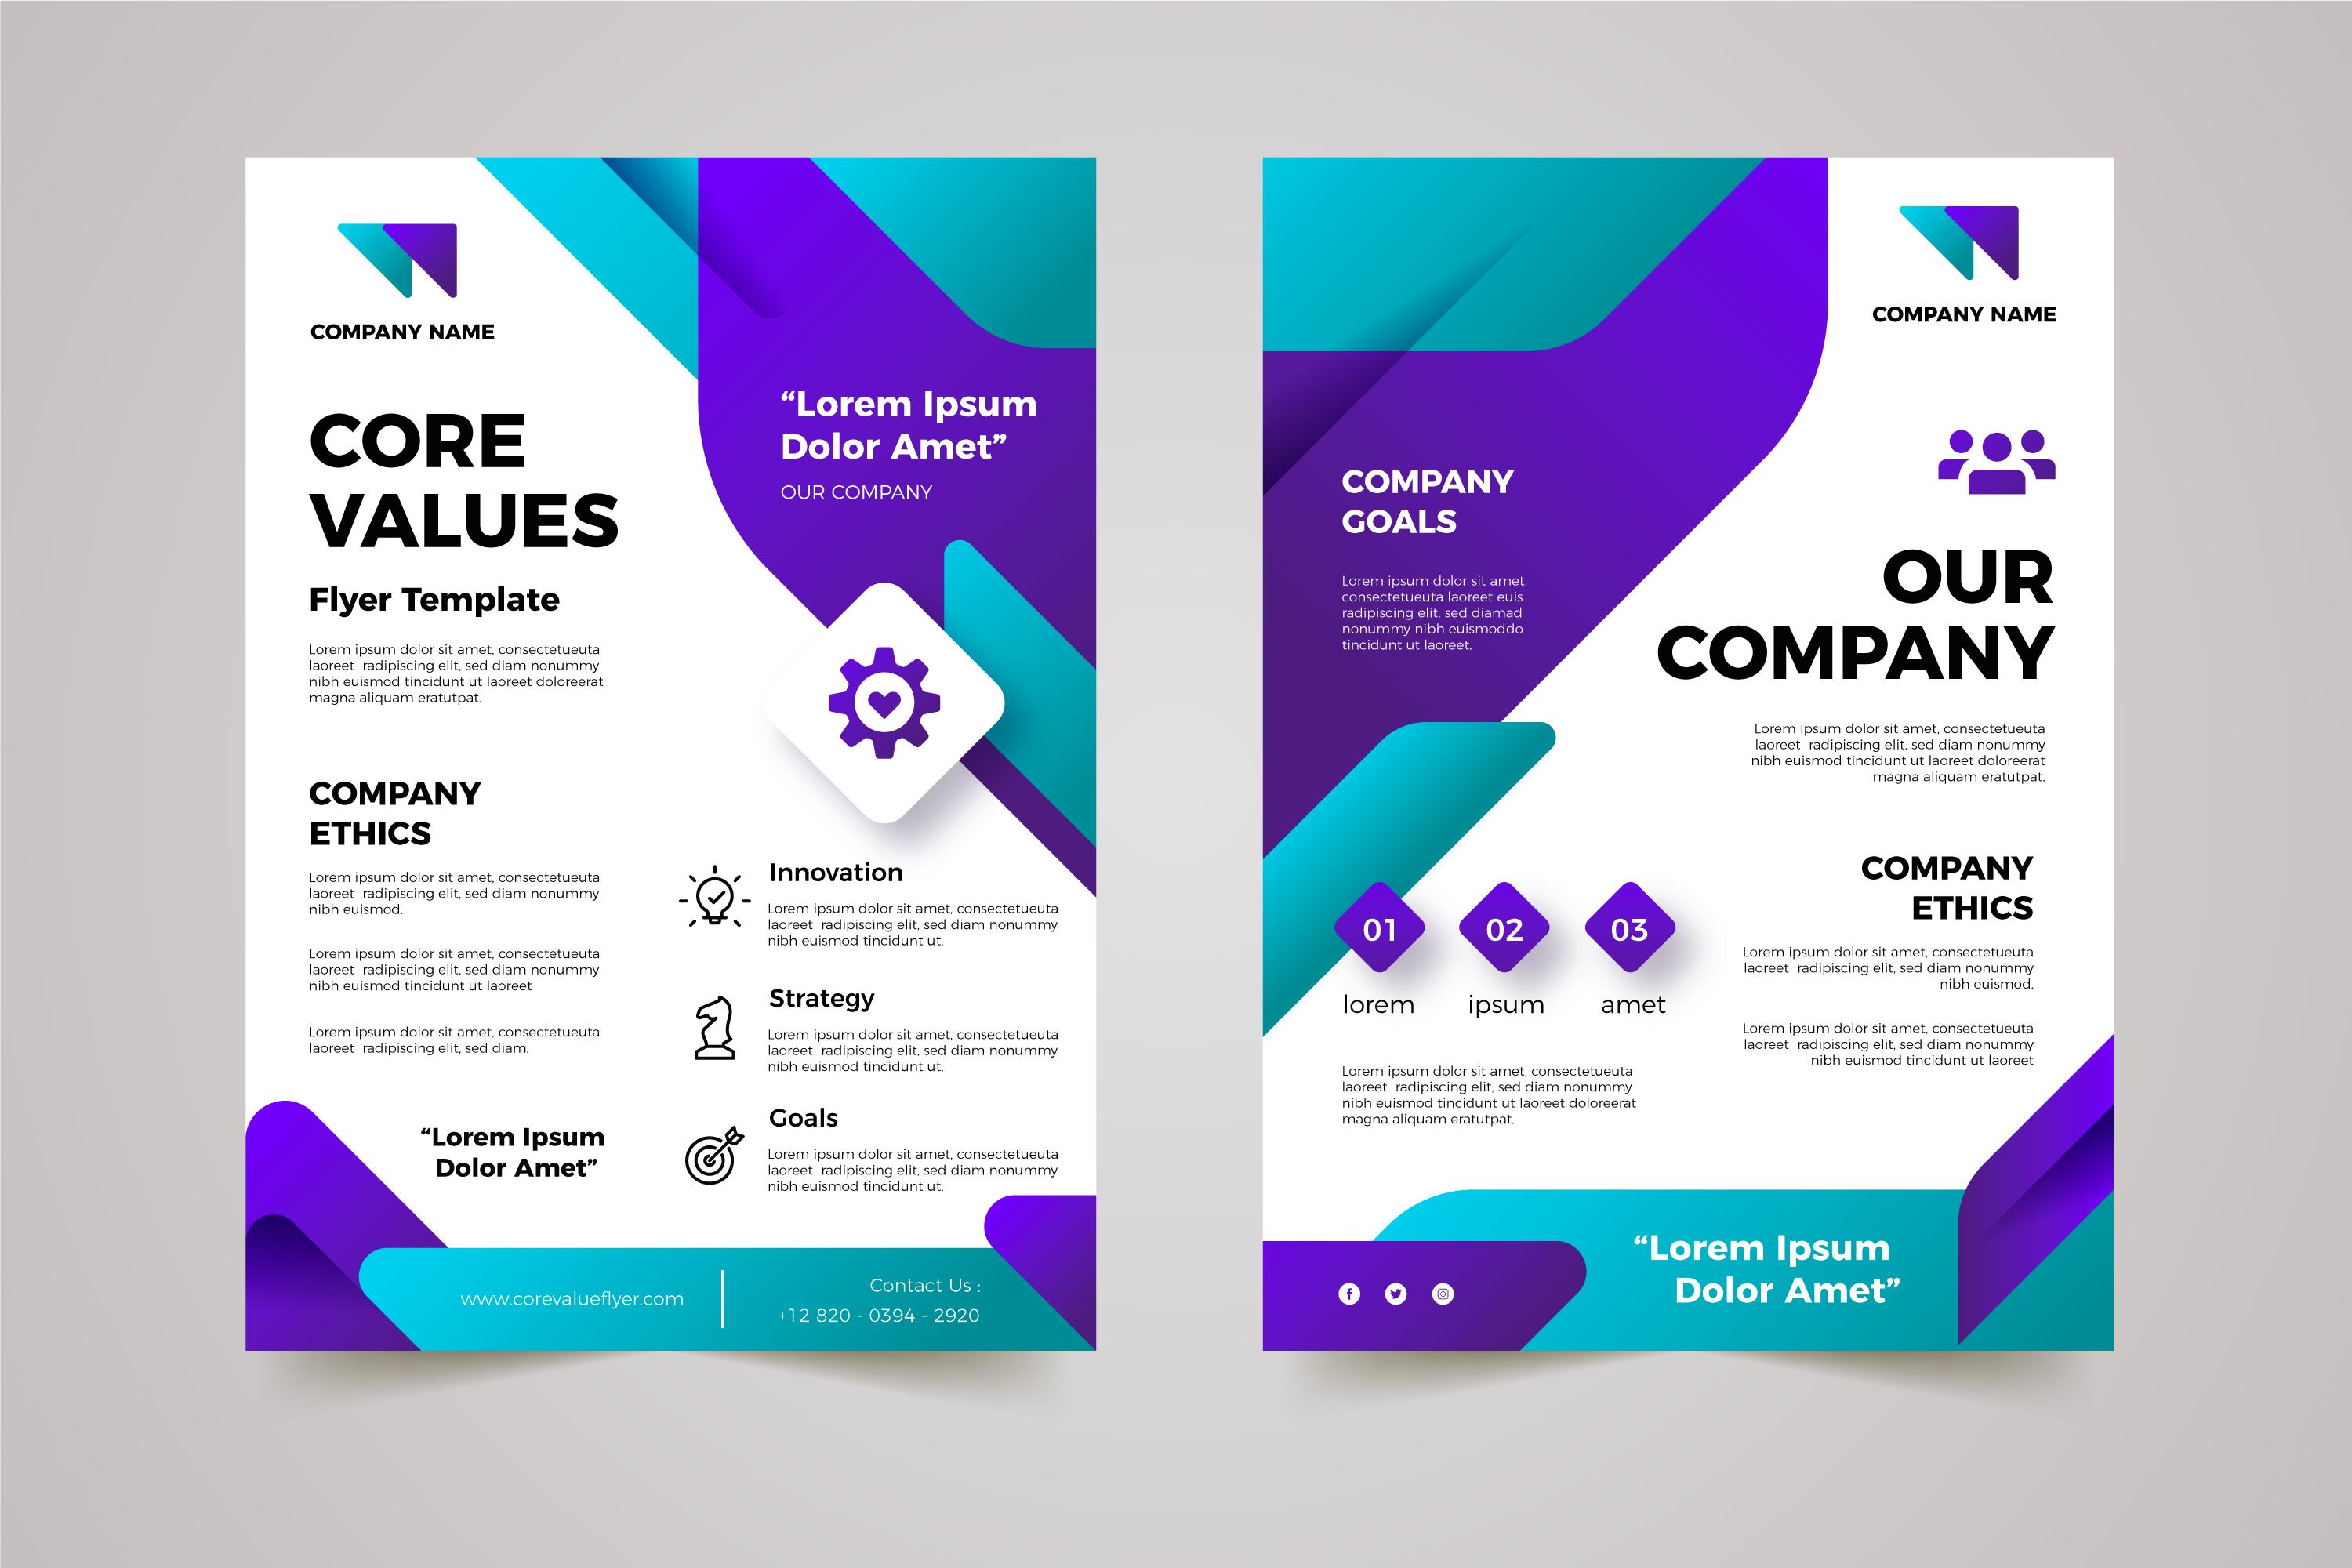 COMPANY NAME
CORE
VALUES
Flyer Template
Lorem ipsum dolor sit amet, consectetueuta
laoreet radipiscing elit, sed diam nonummy
nibh euismod tincidunt ut laoreet doloreerat
magna aliquam eratutpat.
COMPANY
ETHICS
Lorem ipsum dolor sit amet, consectetueuta
laoreet radipiscing elit, sed diam nonummy
nibh euismod.
Lorem ipsum dolor sit amet, consectetueuta
laoreet radipiscing elit, sed diam nonummy
nibh euismod tincidunt ut laoreet
Lorem ipsum dolor sit amet, consectetueuta
laoreet radipiscing elit, sed diam.
“Lorem Ipsum
Dolor Amet”
“Lorem Ipsum
Dolor Amet”
OUR COMPANY
Innovation
Lorem ipsum dolor sit amet, consectetueuta
laoreet radipiscing elit, sed diam nonummy
nibh euismod tincidunt ut.
Strategy
Lorem ipsum dolor sit amet, consectetueuta
laoreet radipiscing elit, sed diam nonummy
nibh euismod tincidunt ut.
Goals
Lorem ipsum dolor sit amet, consectetueuta
laoreet radipiscing elit, sed diam nonummy
nibh euismod tincidunt ut.
www.corevalueflyer.com
Contact Us :
+12 820 - 0394 - 2920
COMPANY
GOALS
Lorem ipsum dolor sit amet,
consectetueuta laoreet euis
radipiscing elit, sed diamad
nonummy nibh euismoddo
tincidunt ut laoreet.
01 02 03
lorem ipsum amet
Lorem ipsum dolor sit amet, consectetueuta
laoreet radipiscing elit, sed diam nonummy
nibh euismod tincidunt ut laoreet doloreerat
magna aliquam eratutpat.
COMPANY NAME
OUR
COMPANY
Lorem ipsum dolor sit amet, consectetueuta
laoreet radipiscing elit, sed diam nonummy
nibh euismod tincidunt ut laoreet doloreerat
magna aliquam eratutpat.
COMPANY
ETHICS
Lorem ipsum dolor sit amet, consectetueuta
laoreet radipiscing elit, sed diam nonummy
nibh euismod.
Lorem ipsum dolor sit amet, consectetueuta
laoreet radipiscing elit, sed diam nonummy
nibh euismod tincidunt ut laoreet
“Lorem Ipsum
Dolor Amet”